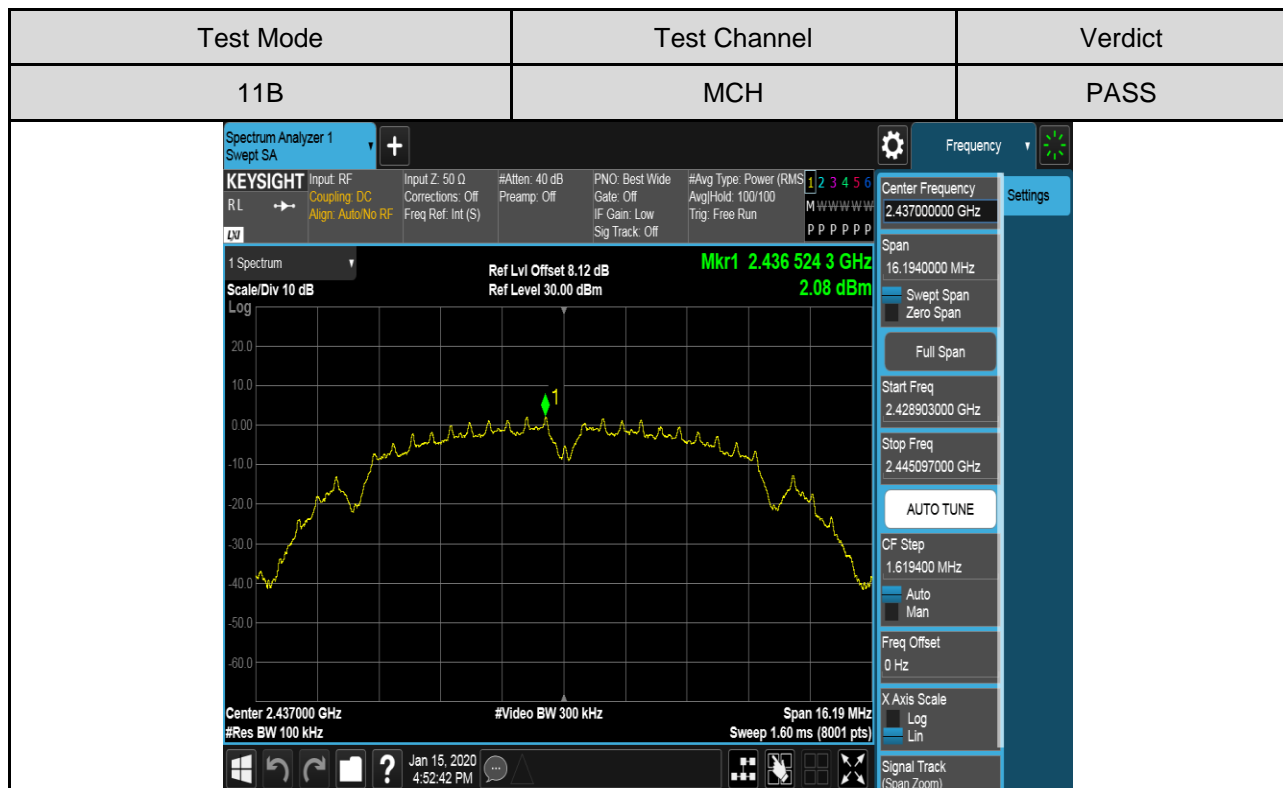 Test Mode Test Channel Verdict
11B MCH PASS
Spectrum Analyzer 1
Swept SA
+
Frequency
KEYSIGHT Input: RF Input Z: 50 Ω #Atten: 40 dB PNO: Best Wide #Avg Type: Power (RMS 1 2 3 4 5 6
RL Coupling: DC Corrections: Off Preamp: Off Gate: Off Avg|Hold: 100/100 M W W W W W
Align: Auto/No RF Freq Ref: Int (S) IF Gain: Low Trig: Free Run
LXI Sig Track: Off P P P P P P
1 Spectrum
Scale/Div 10 dB
Ref Lvl Offset 8.12 dB
Ref Level 30.00 dBm
Mkr1 2.436 524 3 GHz
2.08 dBm
Log
20.0
10.0
1
0.00
-10.0
-20.0
-30.0
-40.0
-50.0
-60.0
Center 2.437000 GHz #Video BW 300 kHz Span 16.19 MHz
#Res BW 100 kHz Sweep 1.60 ms (8001 pts)
? Jan 15, 2020
4:52:42 PM
Center Frequency
2.437000000 GHz
Settings
Span
16.1940000 MHz
Swept Span
Zero Span
Full Span
Start Freq
2.428903000 GHz
Stop Freq
2.445097000 GHz
AUTO TUNE
CF Step
1.619400 MHz
Auto
Man
Freq Offset
0 Hz
X Axis Scale
Log
Lin
Signal Track
(Span Zoom)